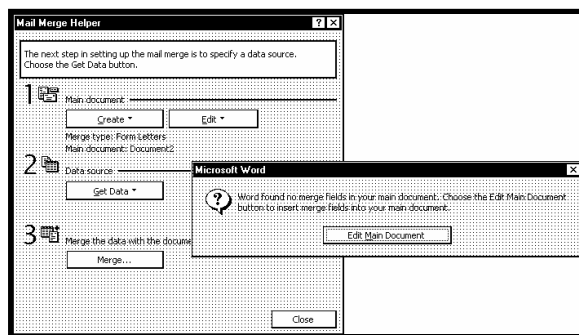 Mail Merge Helper
The next step in setting up the mail merge is to specify a data source.
Choose the Get Data button.
1 Main document
Create Edit
Merge type: Form Letters
Main document: Document2
2 Data source
Get Data
Microsoft Word
Word found no merge fields in your main document. Choose the Edit Main Document
button to insert merge fields into your main document.
Edit Main Document
3 Merge the data with the docume
Merge...
Close